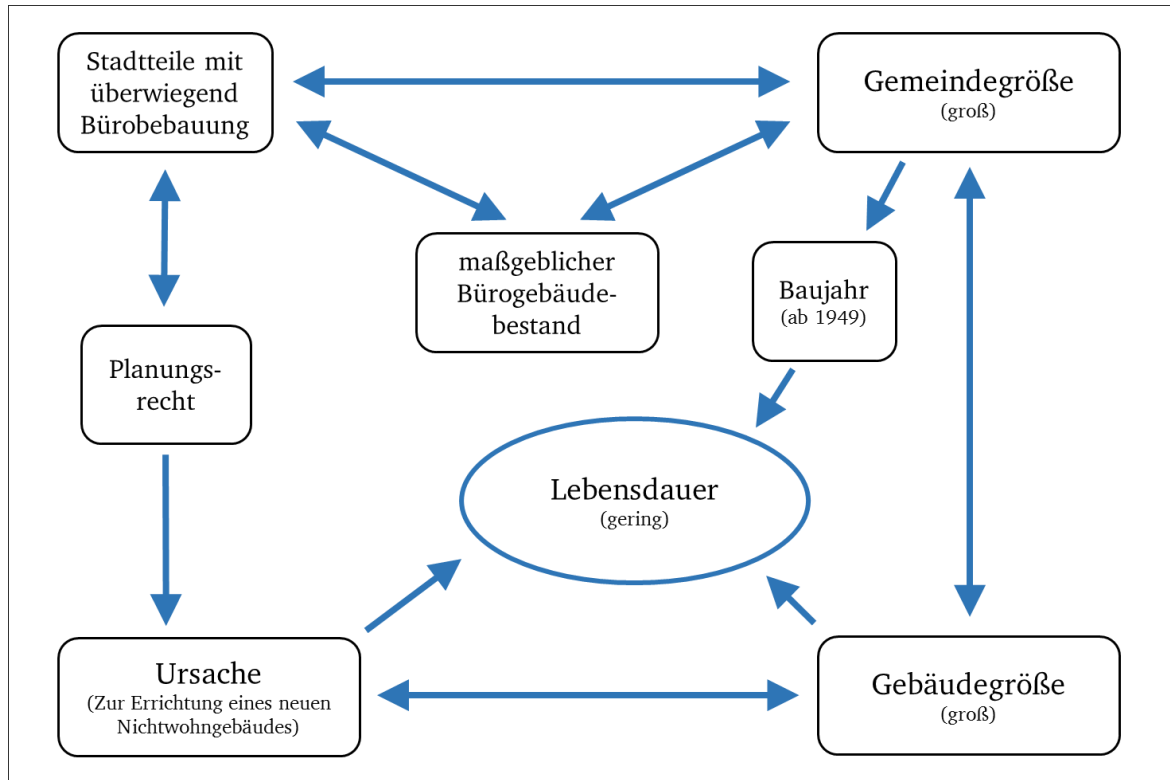 Stadtteile mit
überwiegend
Bürobebauung
Gemeindegröße
(groß)
maßgeblicher
Bürogebäude-
bestand
Baujahr
(ab 1949)
Planungs-
recht
Lebensdauer
(gering)
Ursache
(Zur Errichtung eines neuen
Nichtwohngebäudes)
Gebäudegröße
(groß)